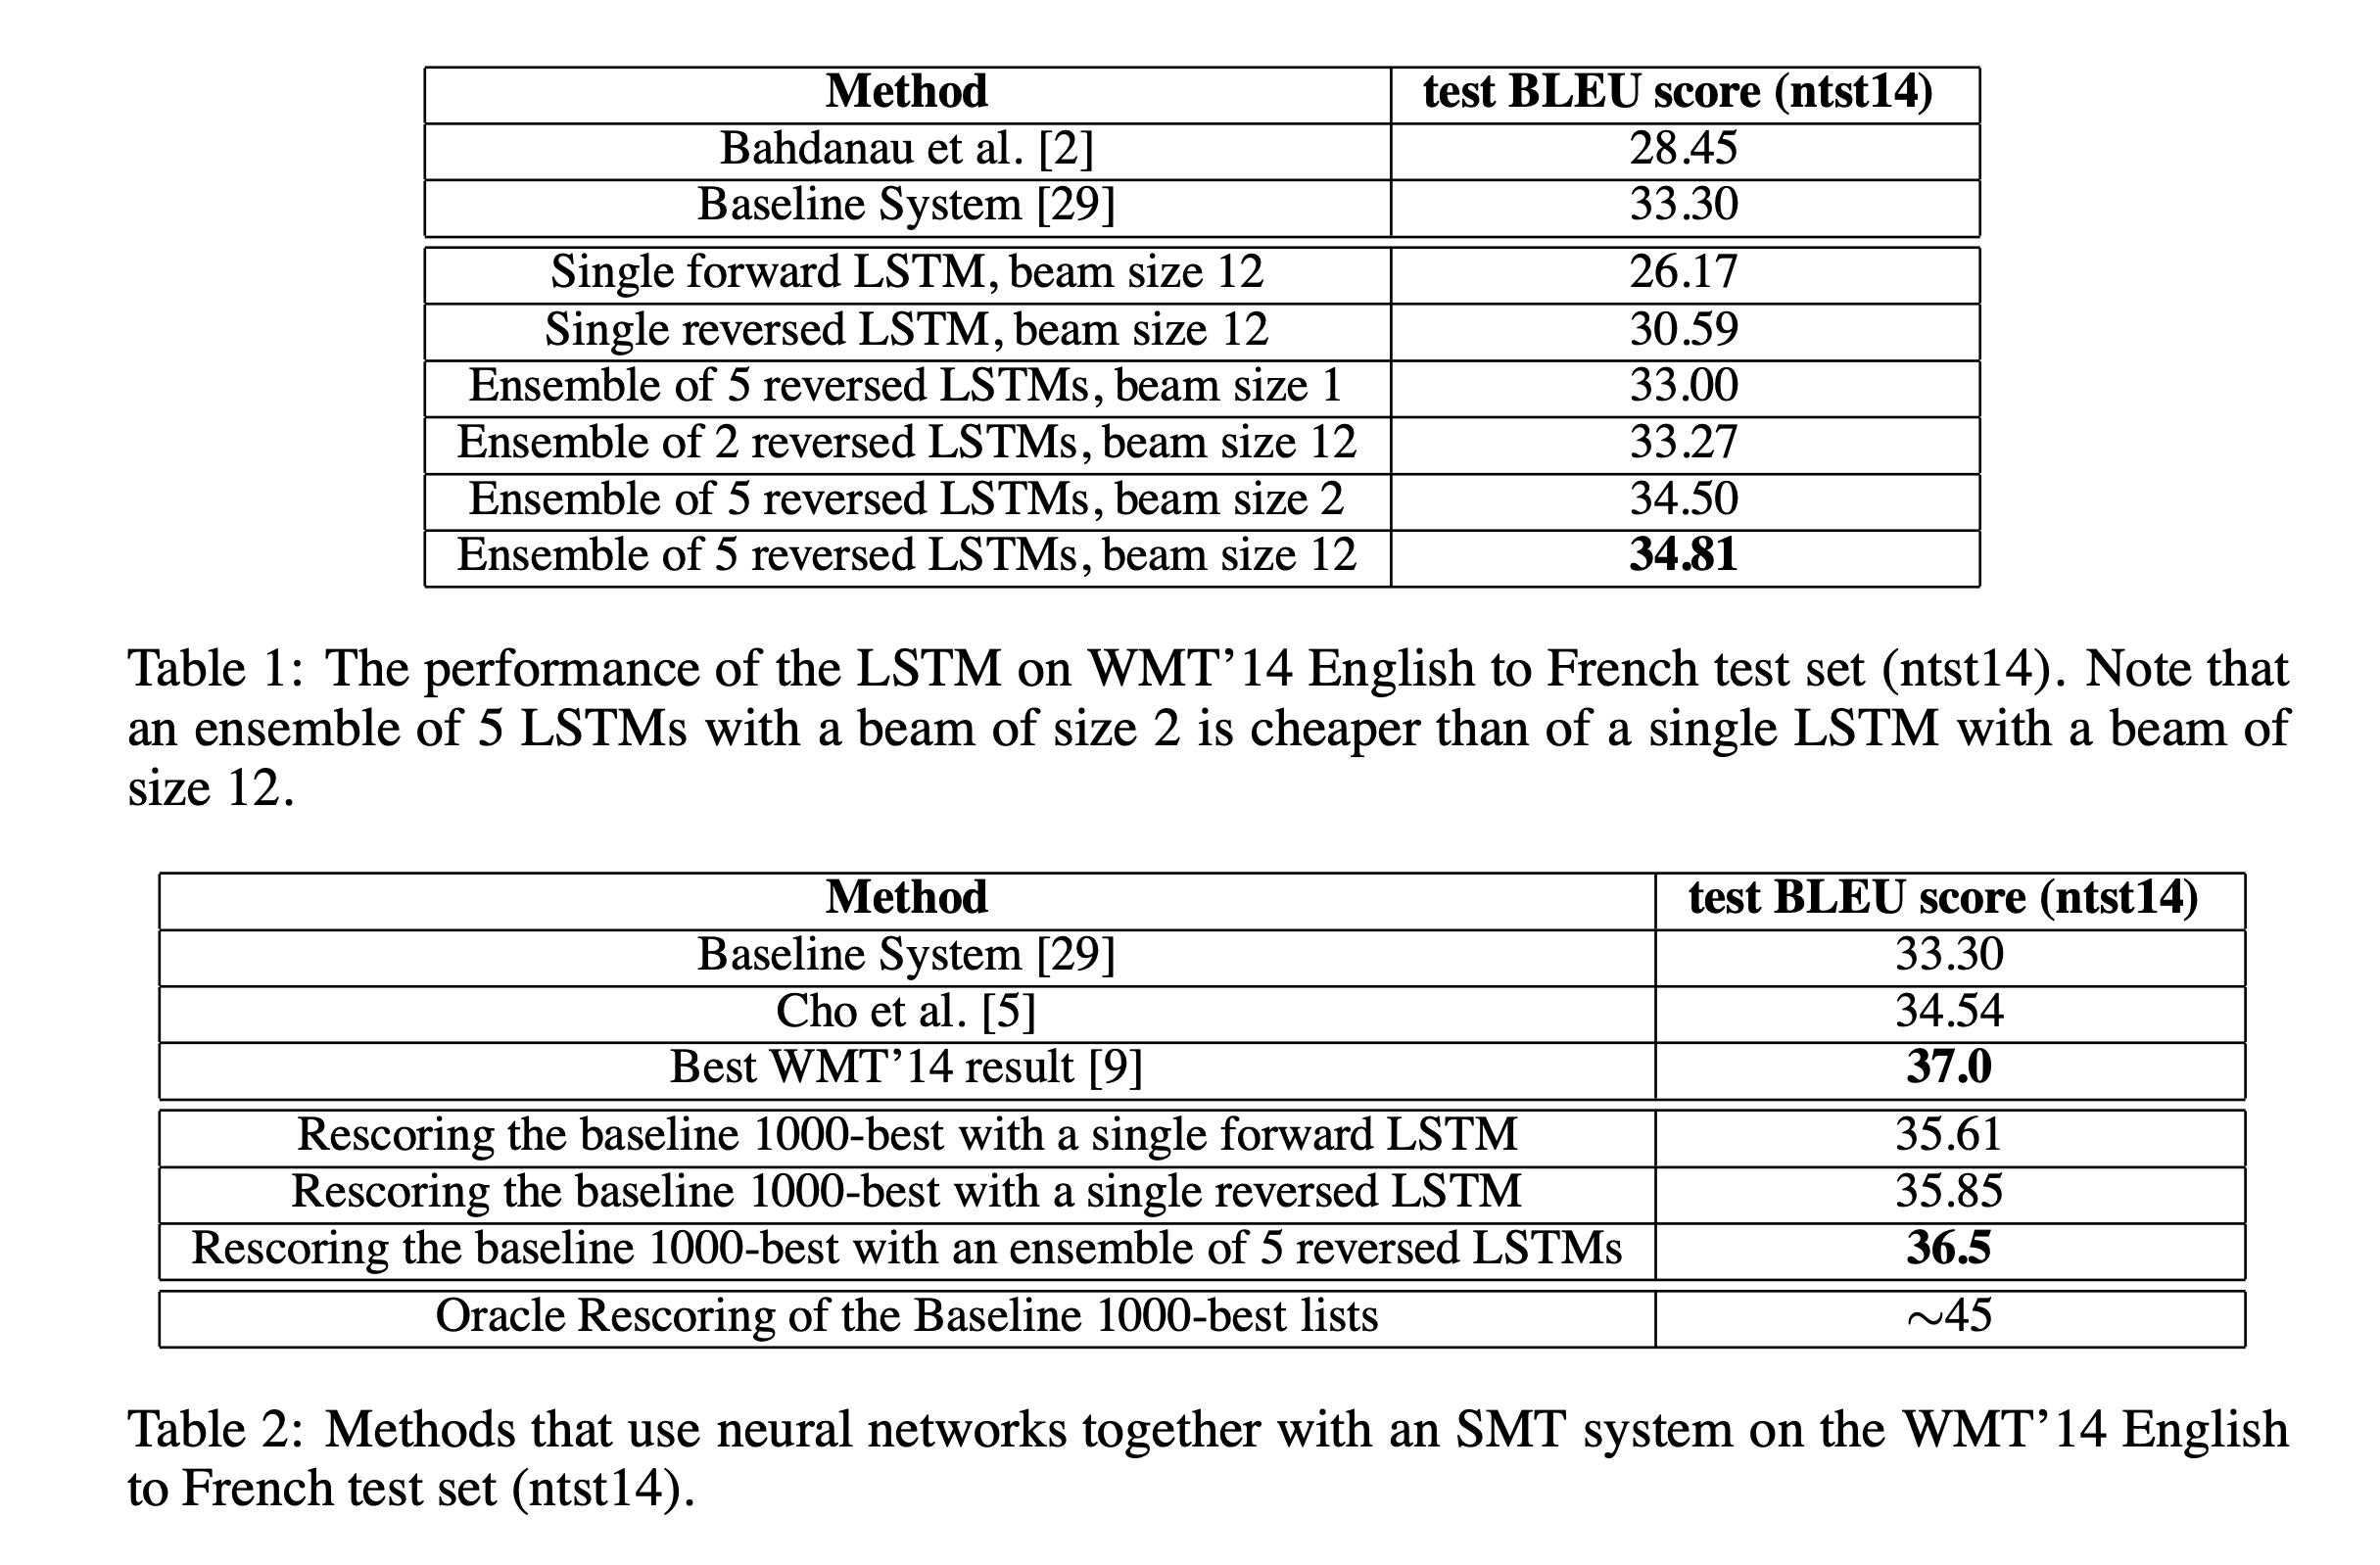 Method test BLEU score (ntst14)
Bahdanau et al. [2] 28.45
Baseline System [29] 33.30
Single forward LSTM, beam size 12 26.17
Single reversed LSTM, beam size 12 30.59
Ensemble of 5 reversed LSTMs, beam size 1 33.00
Ensemble of 2 reversed LSTMs, beam size 12 33.27
Ensemble of 5 reversed LSTMs, beam size 2 34.50
Ensemble of 5 reversed LSTMs, beam size 12 34.81
Table 1: The performance of the LSTM on WMT’14 English to French test set (ntst14). Note that
an ensemble of 5 LSTMs with a beam of size 2 is cheaper than of a single LSTM with a beam of
size 12.
Method test BLEU score (ntst14)
Baseline System [29] 33.30
Cho et al. [5] 34.54
Best WMT’14 result [9] 37.0
Rescoring the baseline 1000-best with a single forward LSTM 35.61
Rescoring the baseline 1000-best with a single reversed LSTM 35.85
Rescoring the baseline 1000-best with an ensemble of 5 reversed LSTMs 36.5
Oracle Rescoring of the Baseline 1000-best lists ∼45
Table 2: Methods that use neural networks together with an SMT system on the WMT’14 English
to French test set (ntst14).